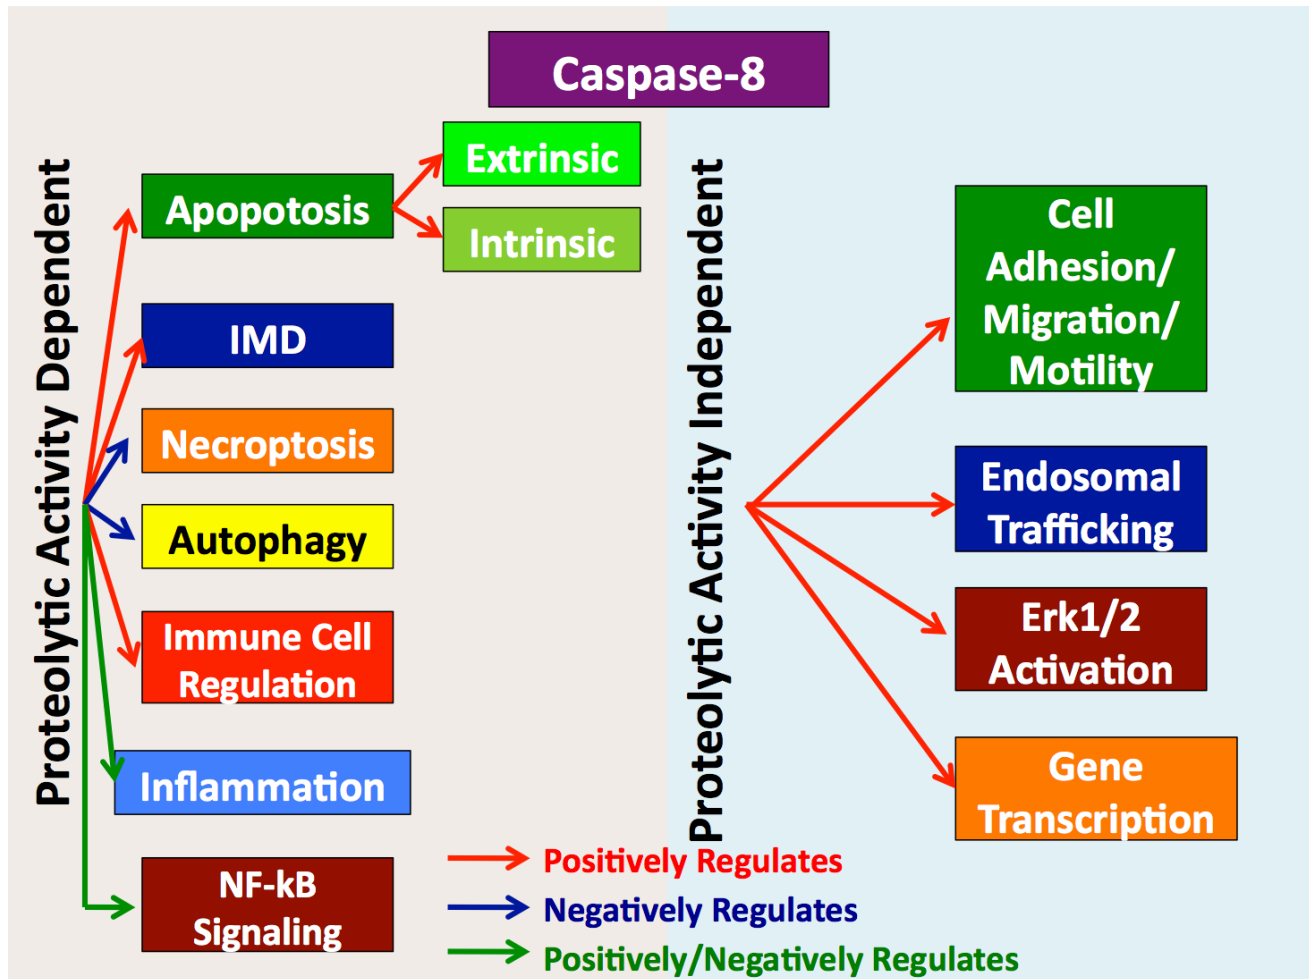 Caspase-8
Proteolytic Activity Dependent
Apopotosis
Extrinsic
Intrinsic
IMD
Necroptosis
Autophagy
Immune Cell
Regulation
Inflammation
NF-kB
Signaling
Proteolytic Activity Independent
Cell
Adhesion/
Migration/
Motility
Endosomal
Trafficking
Erk1/2
Activation
Gene
Transcription
Positively Regulates
Negatively Regulates
Positively/Negatively Regulates